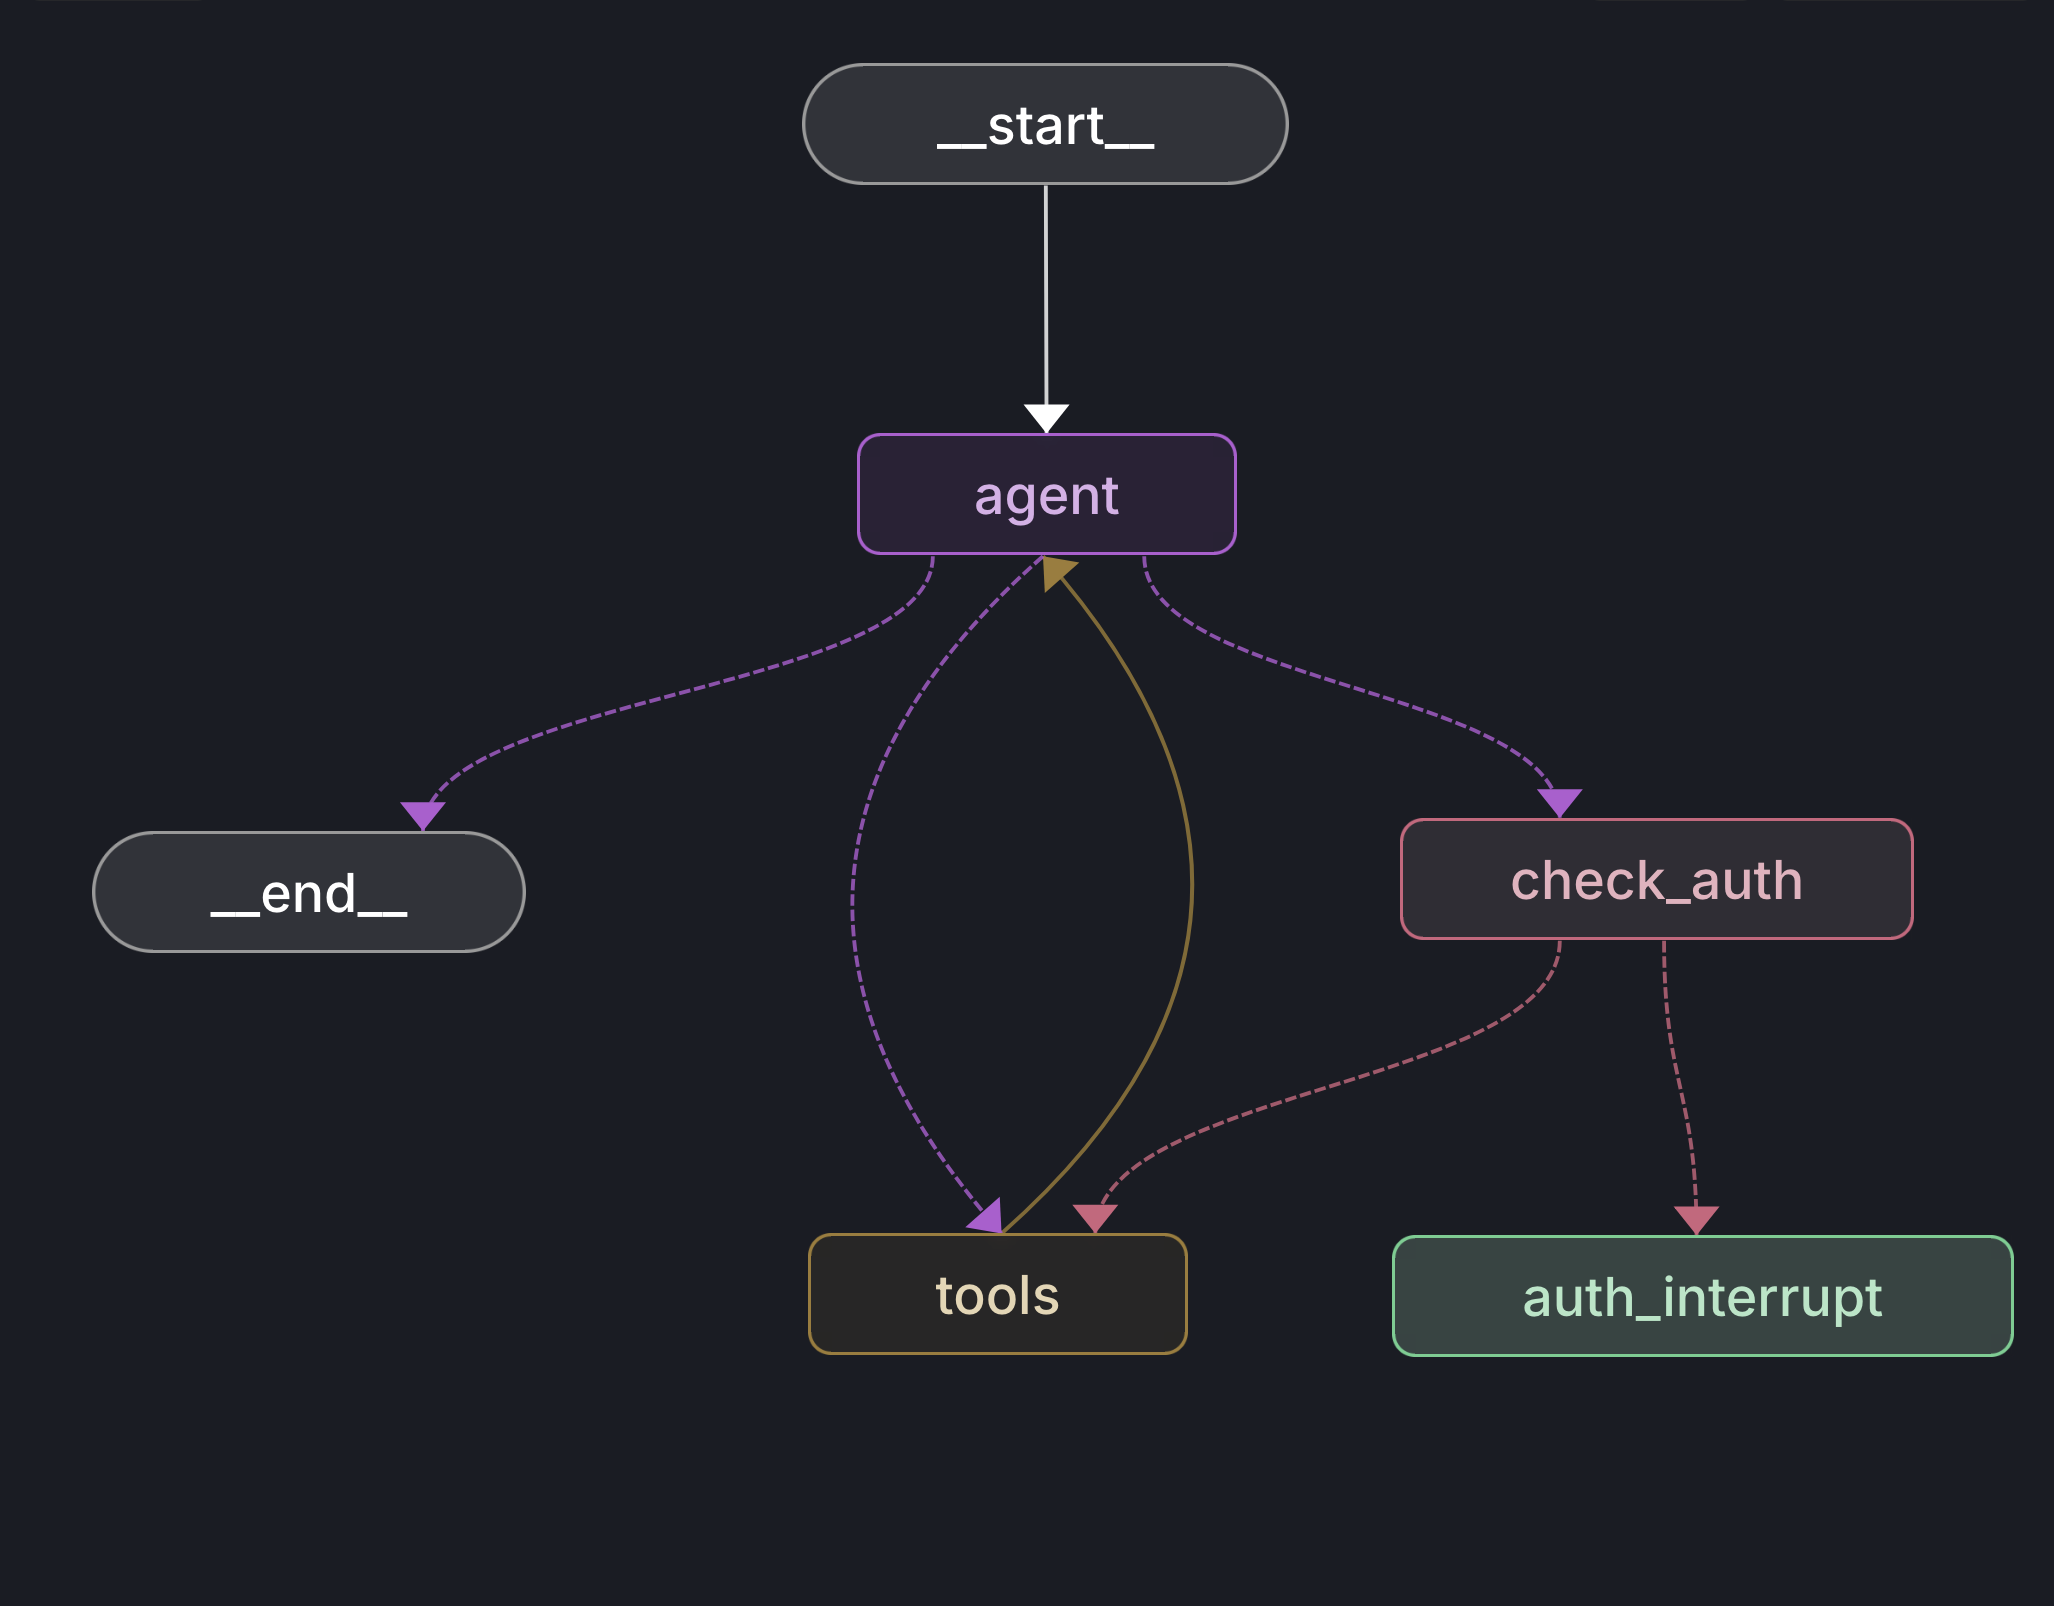 __start__
agent
__end__
check_auth
tools
auth_interrupt